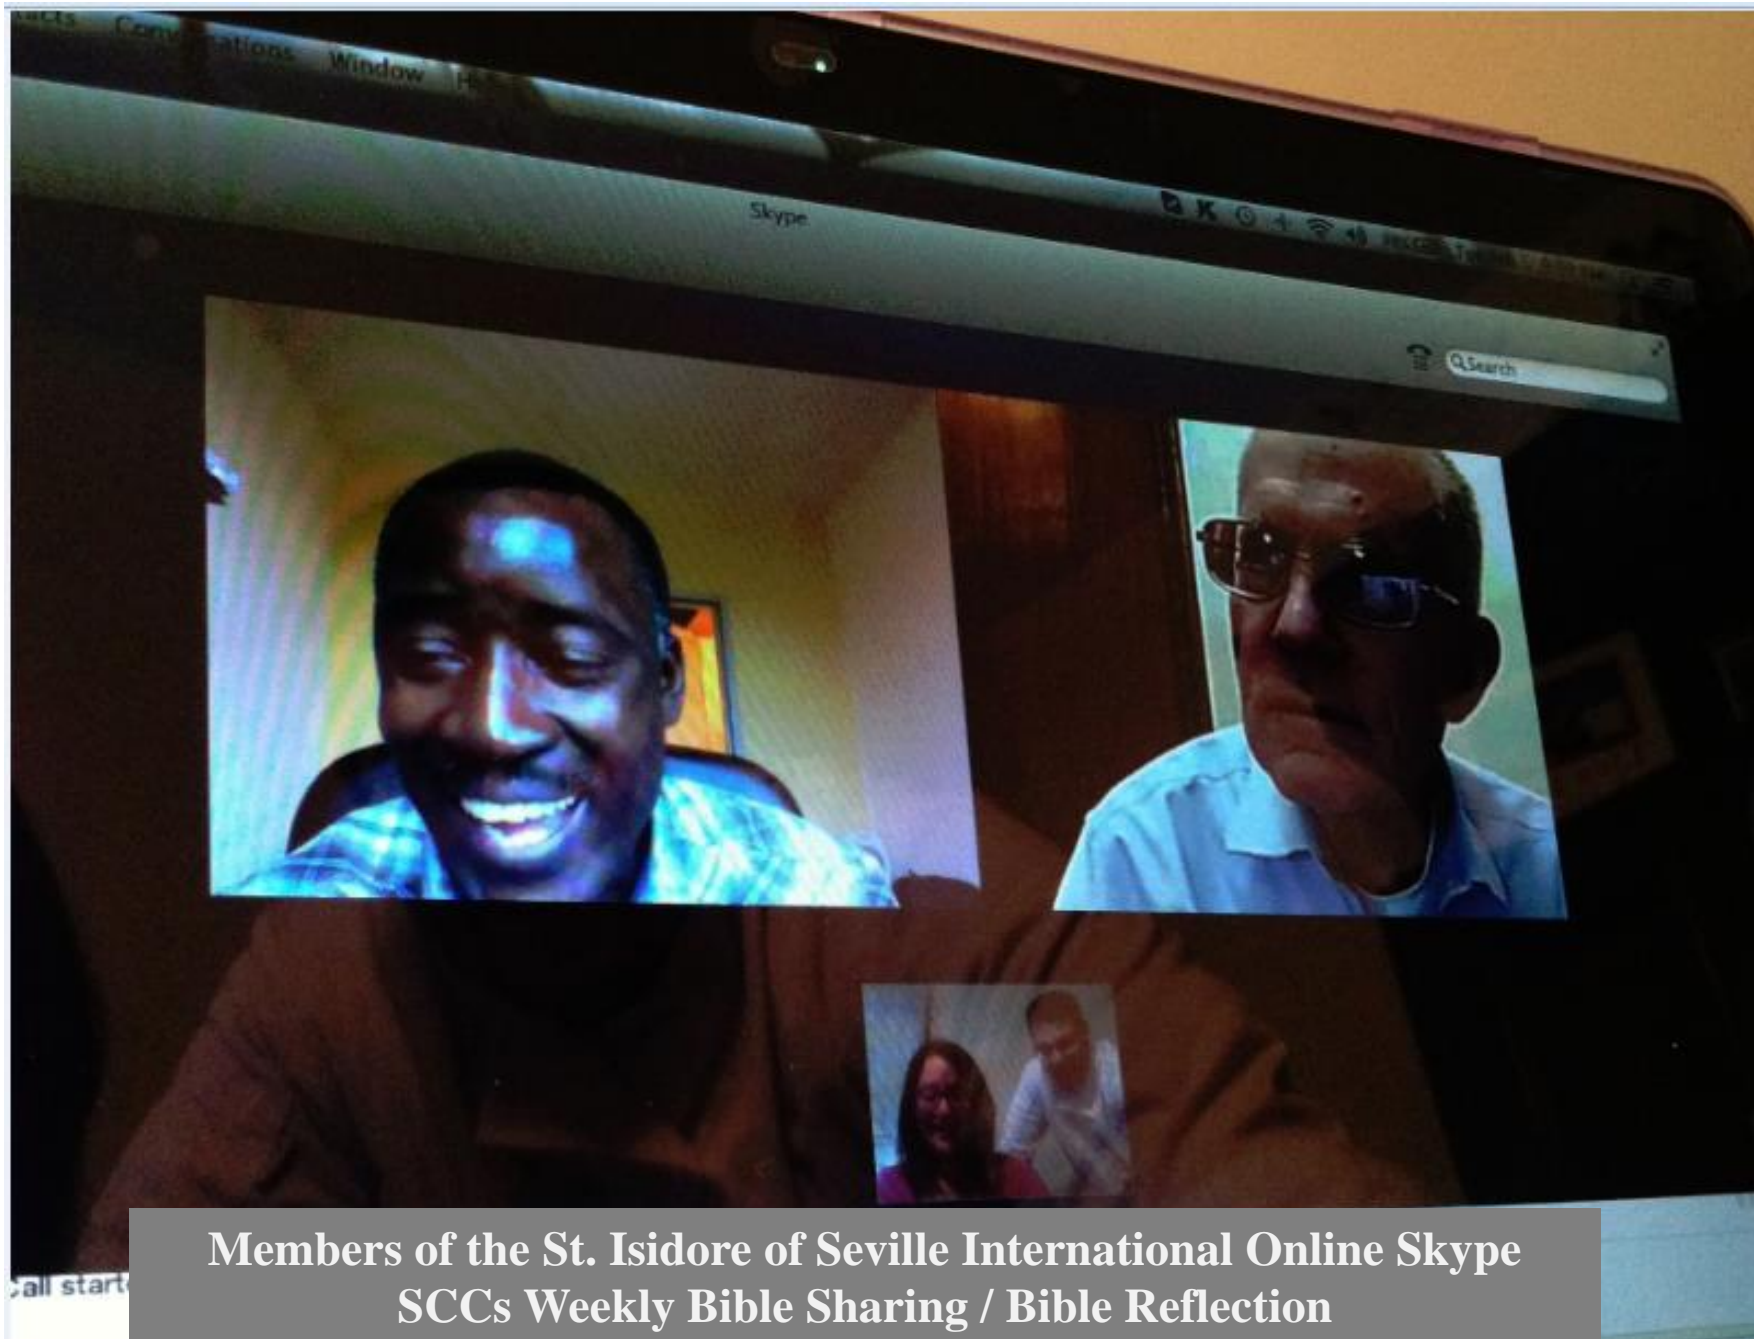 Conversations Window
Skype
Search
Members of the St. Isidore of Seville International Online Skype
SCCs Weekly Bible Sharing / Bible Reflection